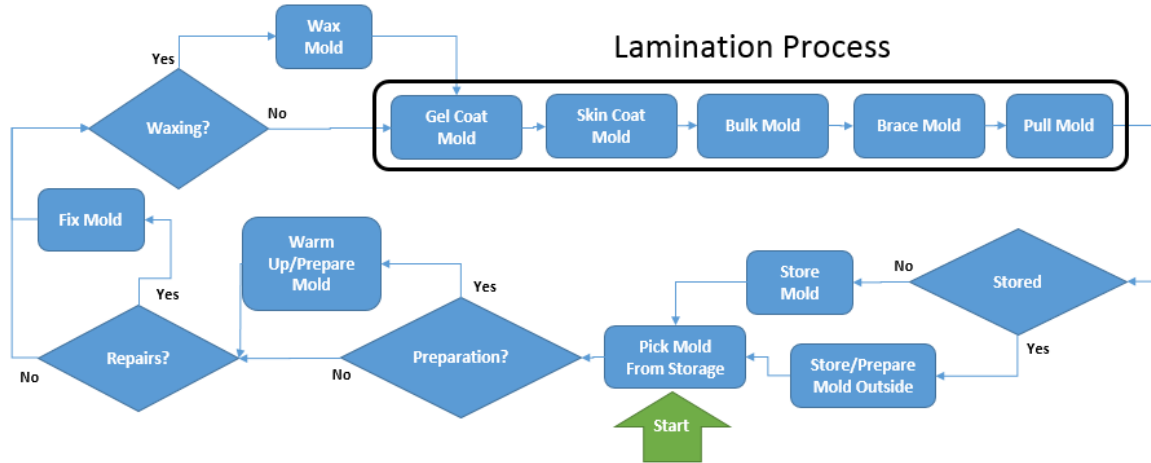 Wax
Mold
Lamination Process
Yes
Waxing?
No
Gel Coat
Mold
Skin Coat
Mold
Bulk Mold
Brace Mold
Pull Mold
Fix Mold
Warm
Up/Prepare
Mold
Yes
Repairs?
No
Yes
Preparation?
No
Store
Mold
No
Stored
Yes
Pick Mold
From Storage
Store/Prepare
Mold Outside
Start